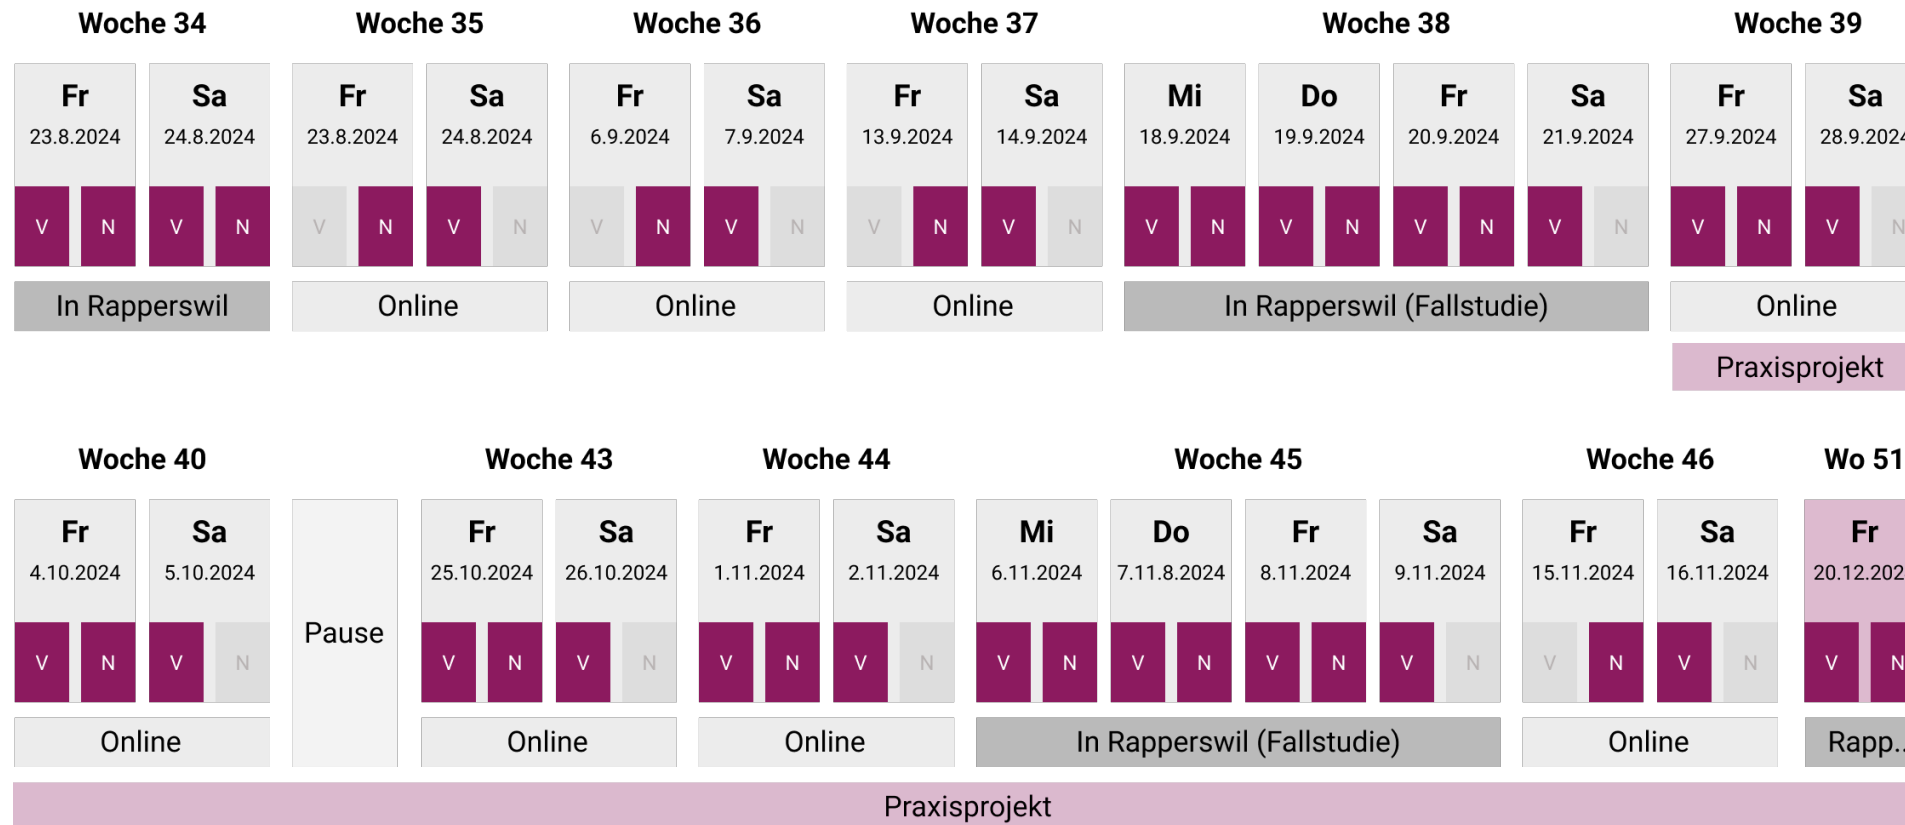 Woche 34 Woche 35 Woche 36 Woche 37 Woche 38 Woche 39
Fr Sa Fr Sa Fr Sa Fr Sa Mi Do Fr Sa Fr Sa
23.8.2024 24.8.2024 23.8.2024 24.8.2024 6.9.2024 7.9.2024 13.9.2024 14.9.2024 18.9.2024 19.9.2024 20.9.2024 21.9.2024 27.9.2024 28.9.2024
V N V N V N V N V N V N V N V N V N V N V N V N V N V N
In Rapperswil Online Online Online In Rapperswil (Fallstudie) Online
Praxisprojekt
Woche 40 Woche 43 Woche 44 Woche 45 Woche 46 Wo 51
Fr Sa Fr Sa Fr Sa Mi Do Fr Sa Fr Sa Fr
4.10.2024 5.10.2024 25.10.2024 26.10.2024 1.11.2024 2.11.2024 6.11.2024 7.11.8.2024 8.11.2024 9.11.2024 15.11.2024 16.11.2024 20.12.202
Pause
V N V N V N V N V N V N V N V N V N V N V N V N V N
Online Online Online In Rapperswil (Fallstudie) Online Rapp..
Praxisprojekt